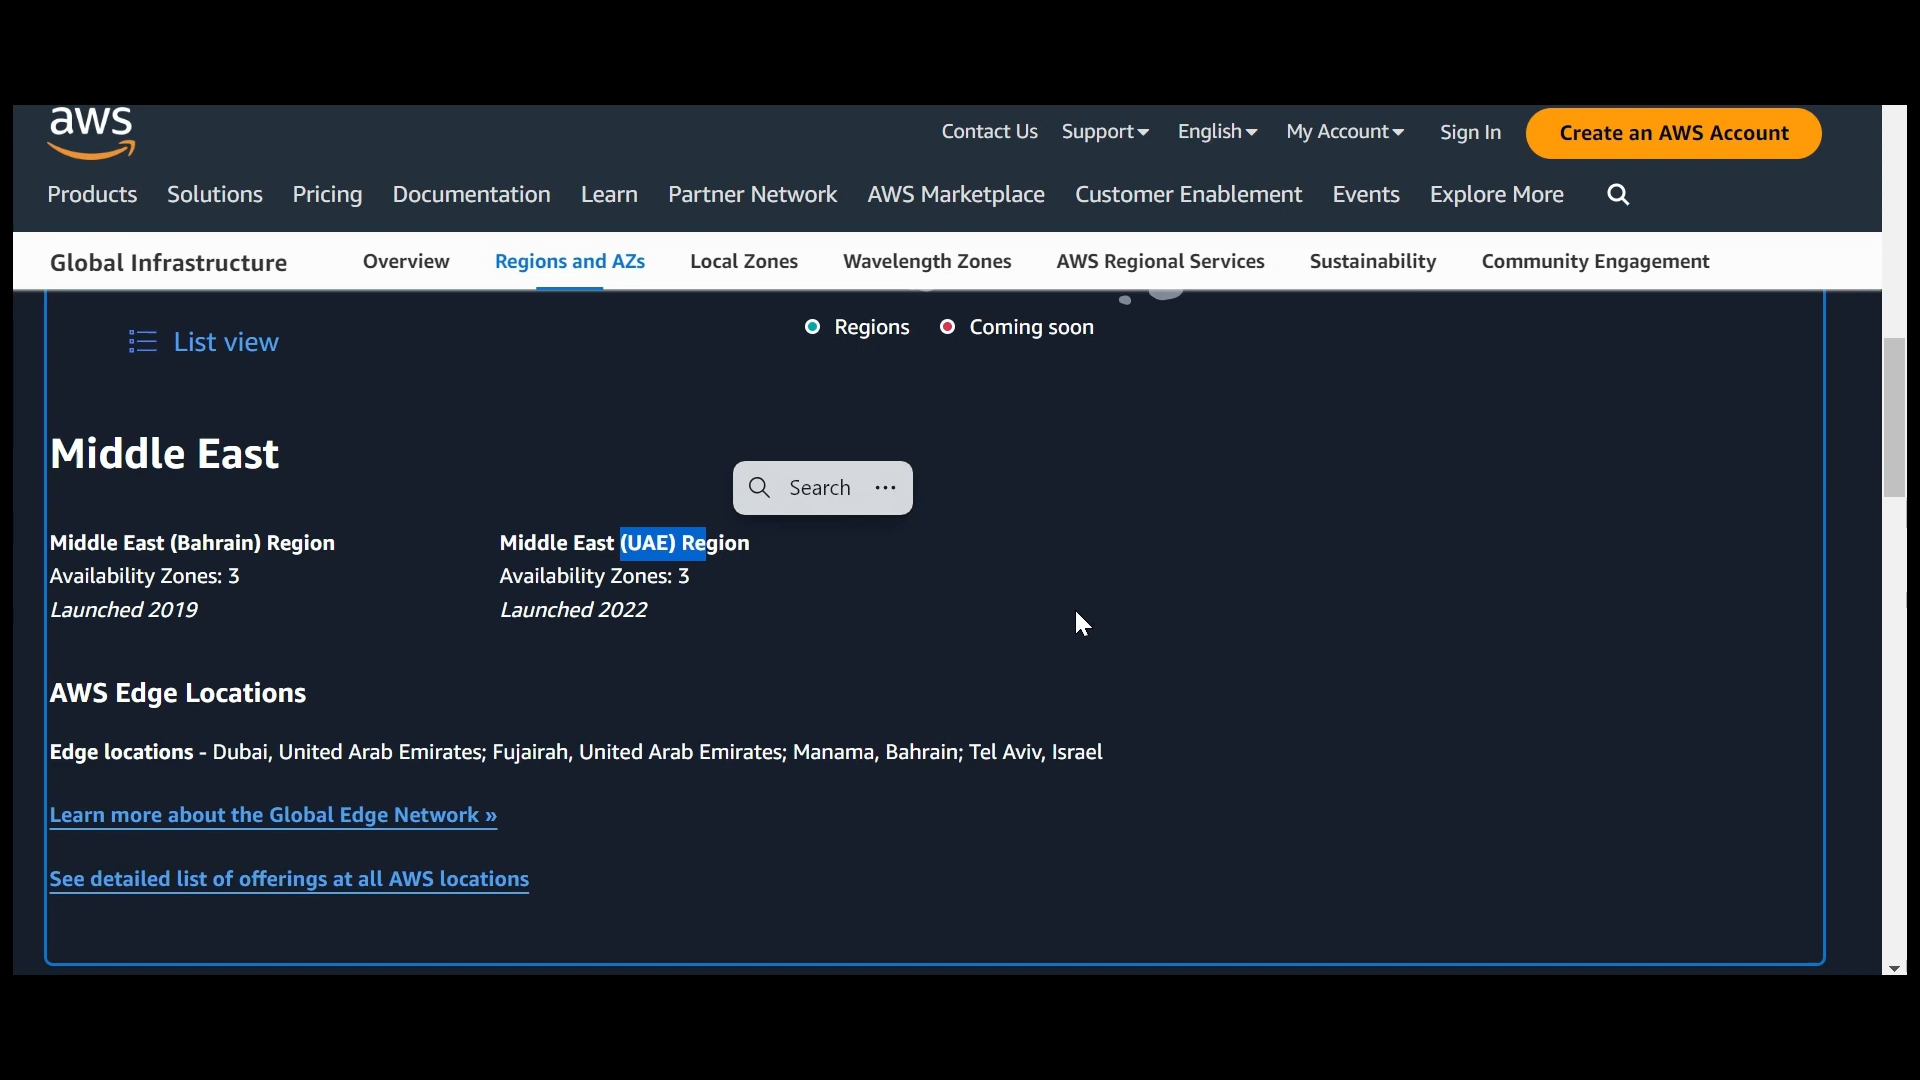 aws
Contact Us Support English My Account Sign In Create an AWS Account
Products Solutions Pricing Documentation Learn Partner Network AWS Marketplace Customer Enablement Events Explore More
Global Infrastructure Overview Regions and AZs Local Zones Wavelength Zones AWS Regional Services Sustainability Community Engagement
List view
Regions Coming soon
Middle East
Search ...
Middle East (Bahrain) Region
Availability Zones: 3
Launched 2019
Middle East (UAE) Region
Availability Zones: 3
Launched 2022
AWS Edge Locations
Edge locations - Dubai, United Arab Emirates; Fujairah, United Arab Emirates; Manama, Bahrain; Tel Aviv, Israel
Learn more about the Global Edge Network »
See detailed list of offerings at all AWS locations